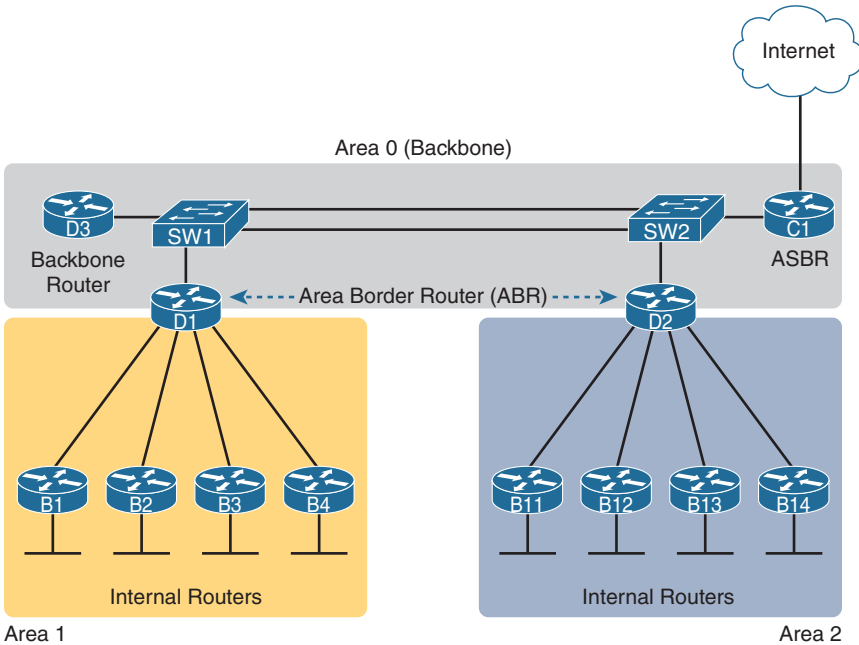 Internet
Area 0 (Backbone)
D3
SW1
SW2
C1
Backbone
Router
ASBR
Area Border Router (ABR)
D1
D2
B1
B2
B3
B4
B11
B12
B13
B14
Internal Routers
Internal Routers
Area 1
Area 2